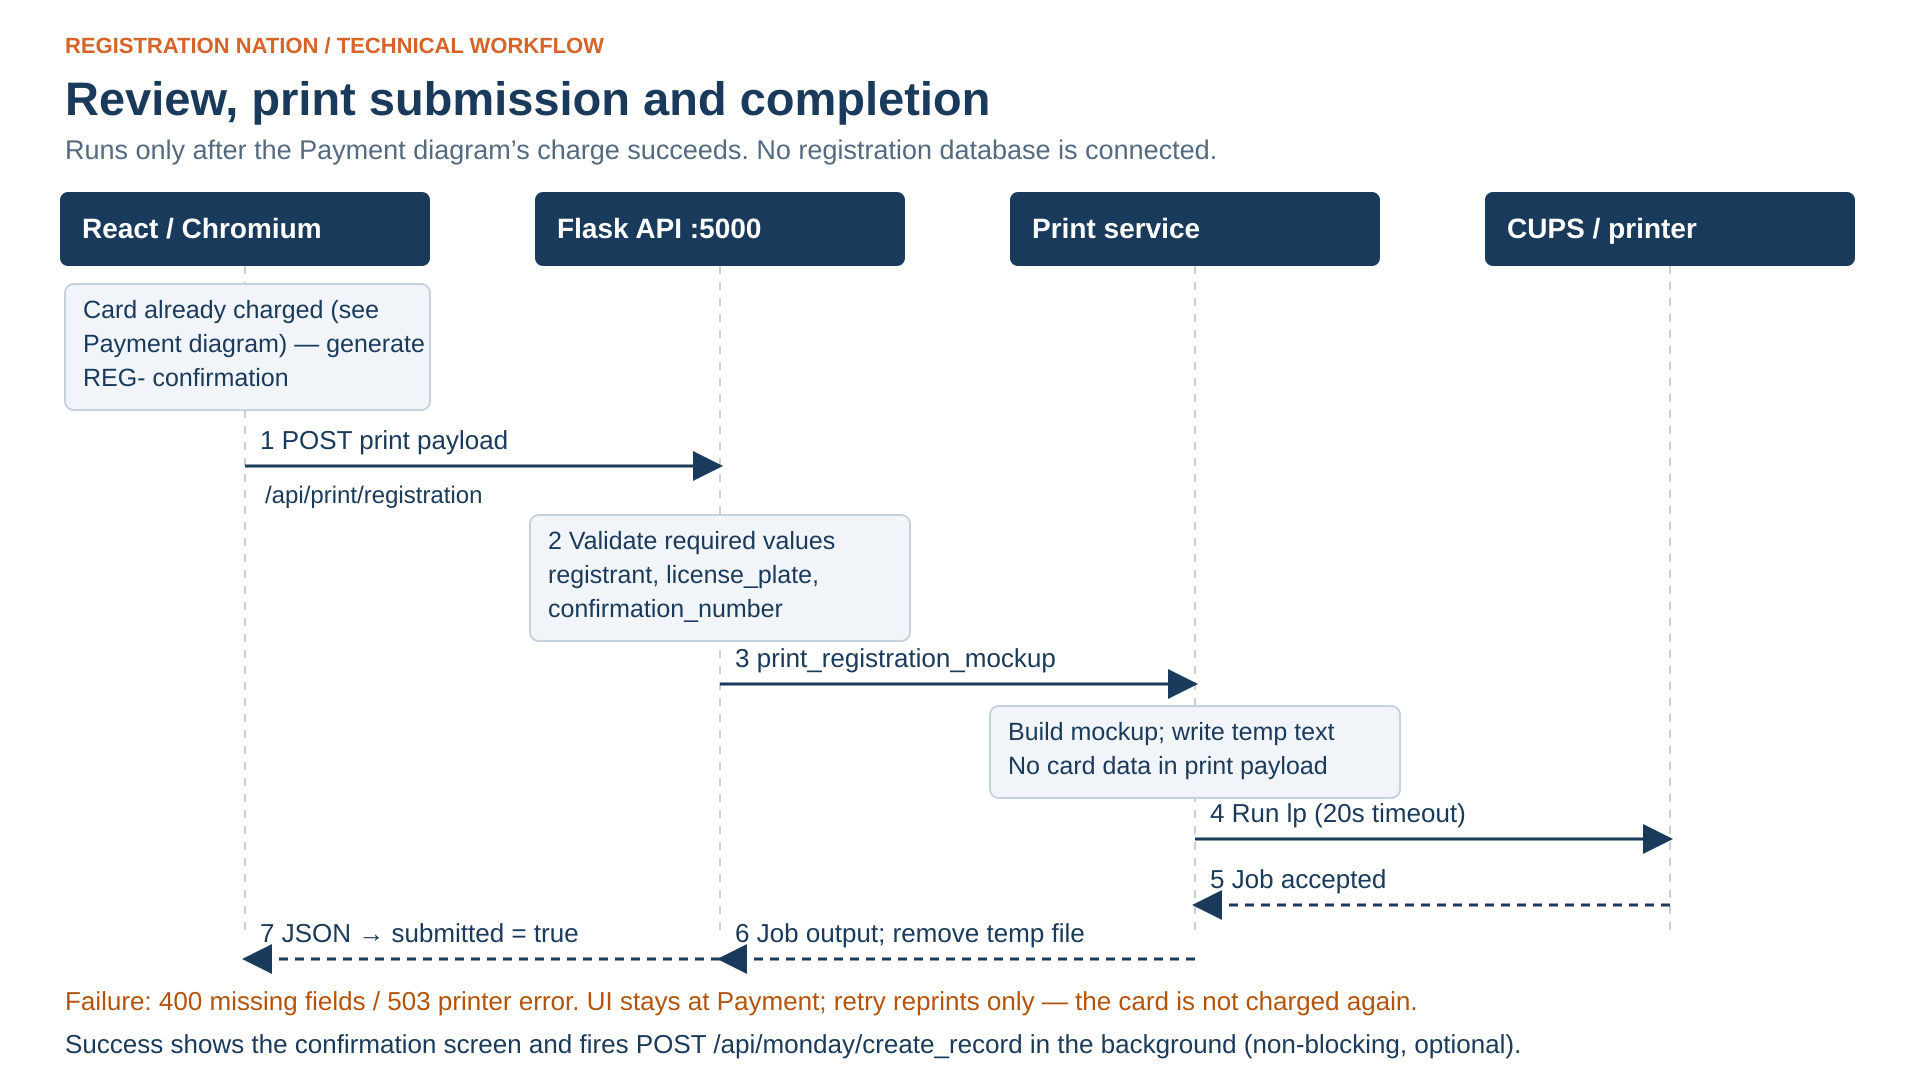 REGISTRATION NATION / TECHNICAL WORKFLOW
Review, print submission and completion
Runs only after the Payment diagram’s charge succeeds. No registration database is connected.
React / Chromium
Flask API :5000
Print service
CUPS / printer
Card already charged (see
Payment diagram) — generate
REG- confirmation
1 POST print payload
/api/print/registration
2 Validate required values
registrant, license_plate,
confirmation_number
3 print_registration_mockup
Build mockup; write temp text
No card data in print payload
4 Run lp (20s timeout)
5 Job accepted
7 JSON → submitted = true
6 Job output; remove temp file
Failure: 400 missing fields / 503 printer error. UI stays at Payment; retry reprints only — the card is not charged again.
Success shows the confirmation screen and fires POST /api/monday/create_record in the background (non-blocking, optional).